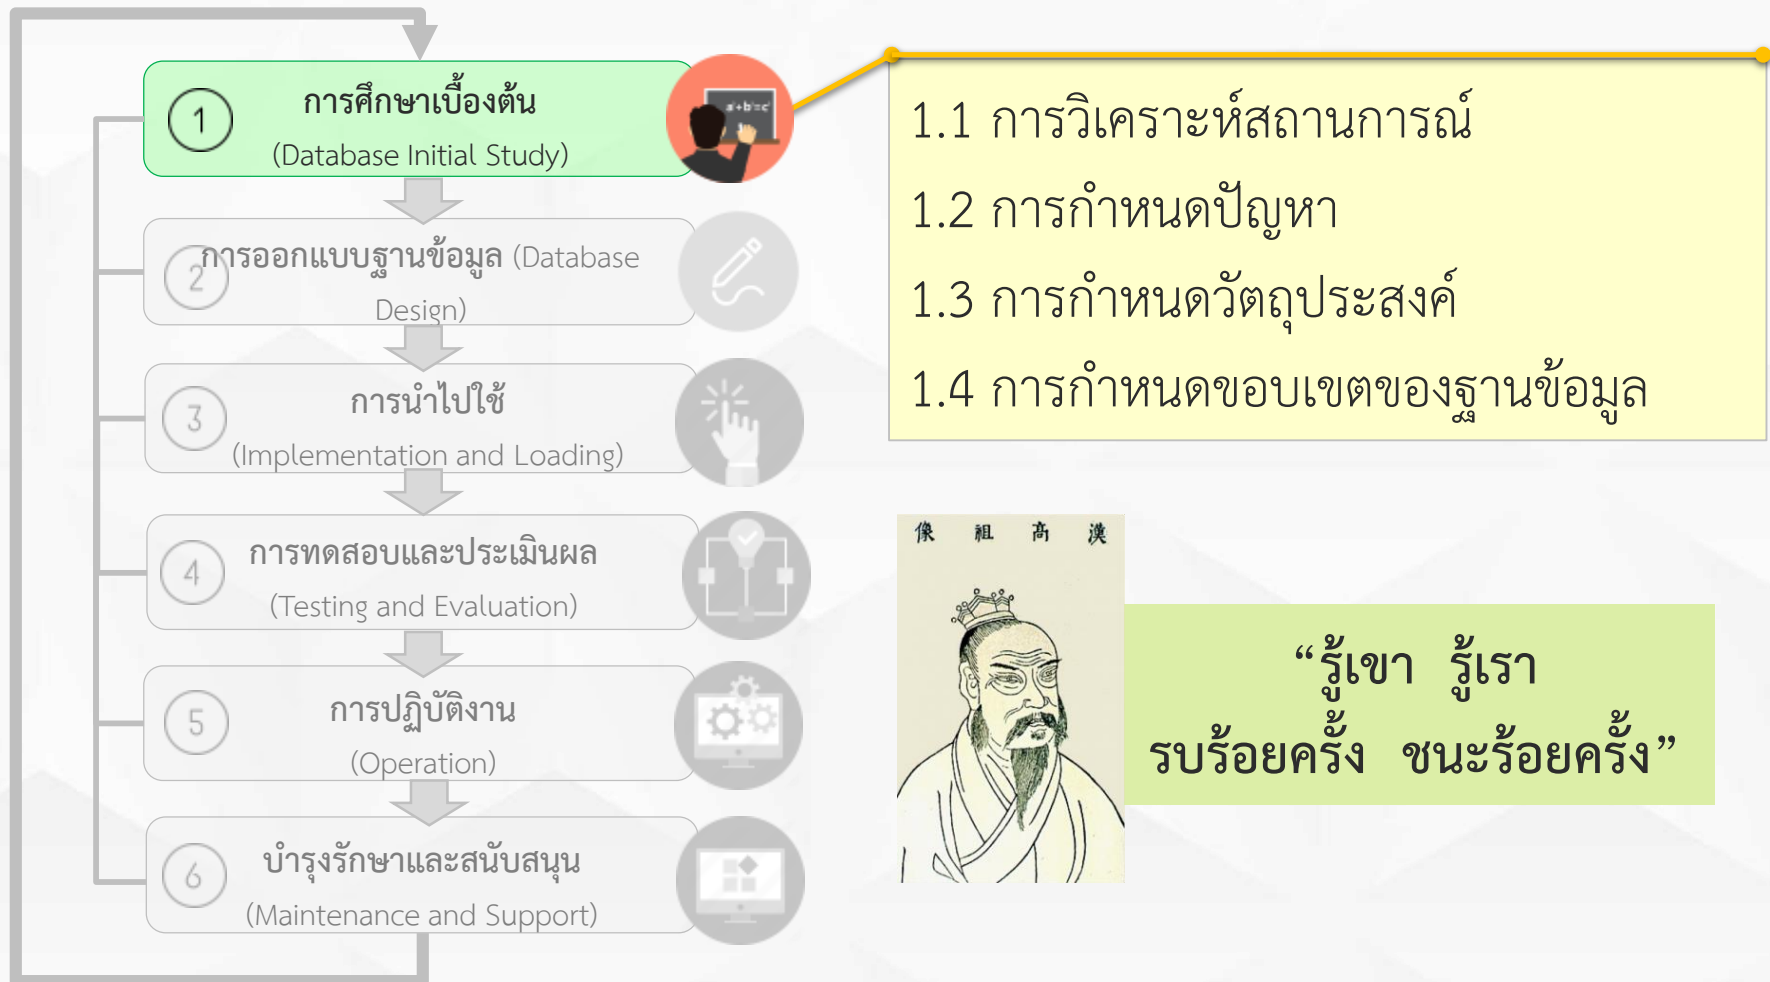 1
การศึกษาเบื้องต้น
(Database Initial Study)
2
การออกแบบฐานข้อมูล (Database
Design)
3
การนำไปใช้
(Implementation and Loading)
4
การทดสอบและประเมินผล
(Testing and Evaluation)
5
การปฏิบัติงาน
(Operation)
6
บำรุงรักษาและสนับสนุน
(Maintenance and Support)
1.1 การวิเคราะห์สถานการณ์
1.2 การกำหนดปัญหา
1.3 การกำหนดวัตถุประสงค์
1.4 การกำหนดขอบเขตของฐานข้อมูล
像 祖 高 漢
“รู้เขา รู้เรา
รบร้อยครั้ง ชนะร้อยครั้ง”